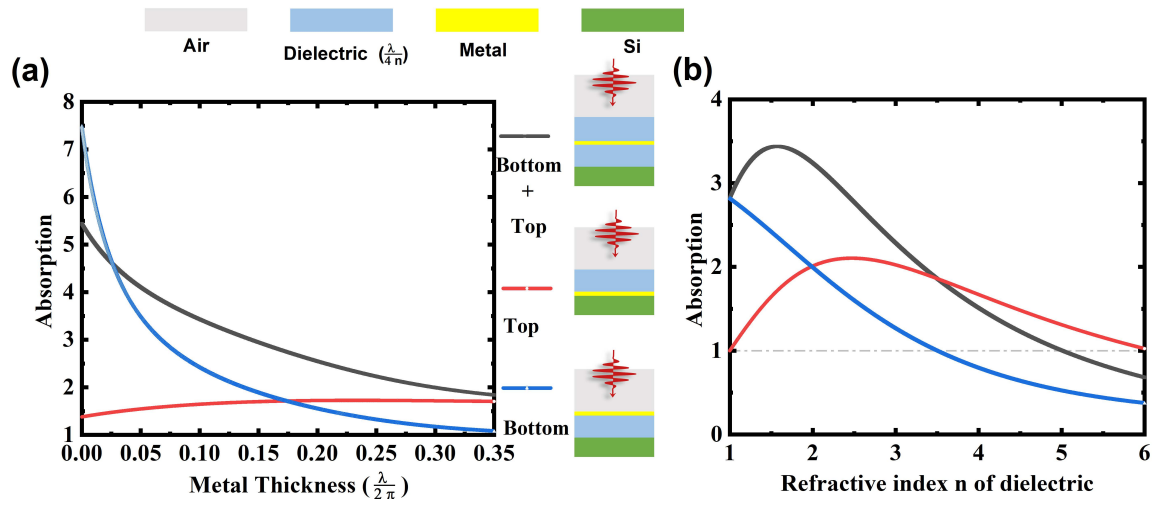 Air
Dielectric (λ/4 n)
Metal
Si
(a)
8
7
6
5
4
3
2
1
Absorption
0.00 0.05 0.10 0.15 0.20 0.25 0.30 0.35
Metal Thickness (λ/2 π)
Bottom
+
Top
Top
Bottom
(b)
4
3
2
1
0
Absorption
1 2 3 4 5 6
Refractive index n of dielectric